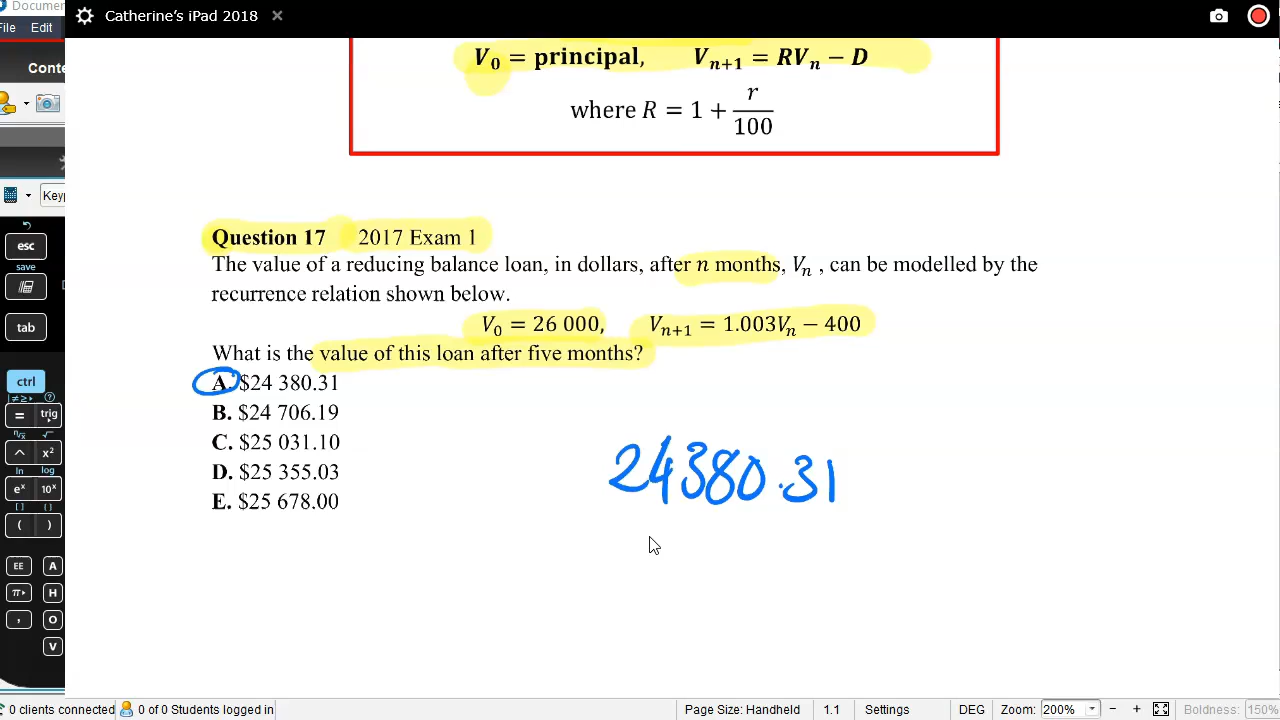 Catherine's iPad 2018 ×
File Edit
V₀ = principal, Vₙ₊₁ = RVₙ − D
where R = 1 + r/100
Conte
Key
Question 17 2017 Exam 1
The value of a reducing balance loan, in dollars, after n months, Vₙ , can be modelled by the
recurrence relation shown below.
V₀ = 26 000, Vₙ₊₁ = 1.003Vₙ − 400
What is the value of this loan after five months?
A. $24 380.31
B. $24 706.19
C. $25 031.10
D. $25 355.03
E. $25 678.00
24380.31
esc
save
tab
ctrl
= trig
^ x²
ln log
eˣ 10ˣ
[ ] { }
( )
EE A
π▸ H
, O
V
0 clients connected 0 of 0 Students logged in Page Size: Handheld 1.1 Settings DEG Zoom: 200% − + Boldness: 150%